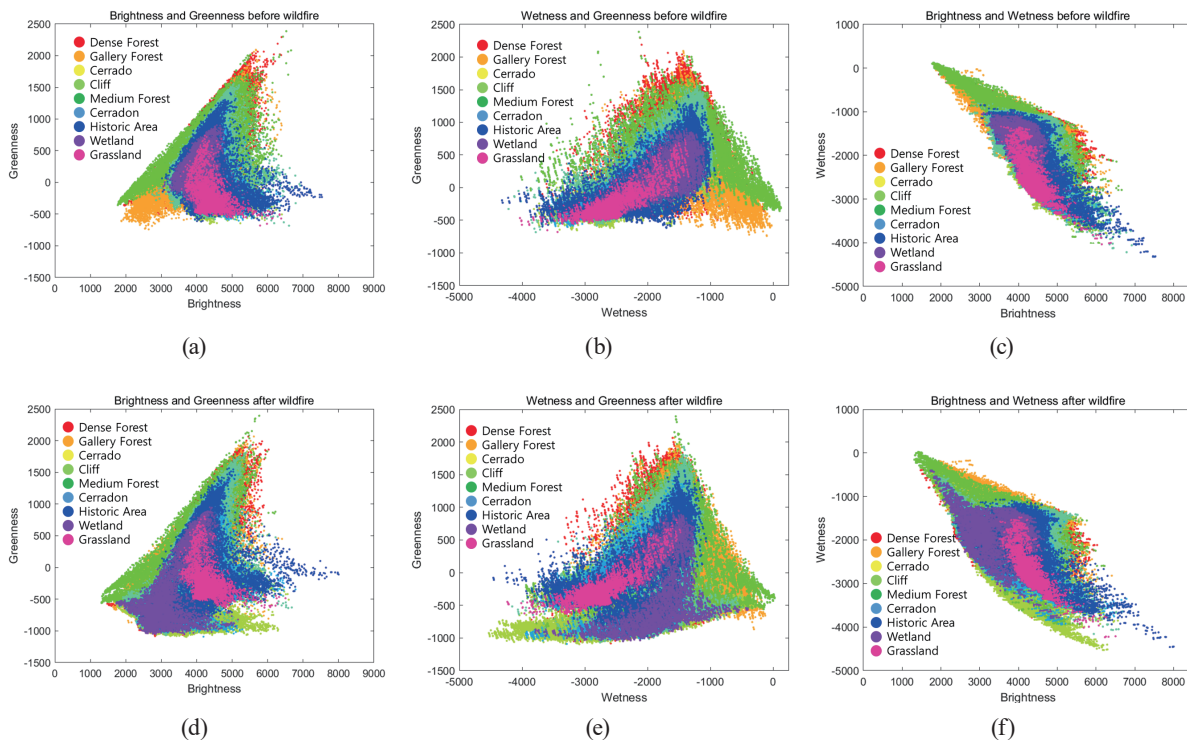 Brightness and Greenness before wildfire
Greenness
2500
2000
1500
1000
500
0
-500
-1000
-1500
Dense Forest
Gallery Forest
Cerrado
Cliff
Medium Forest
Cerradon
Historic Area
Wetland
Grassland
0 1000 2000 3000 4000 5000 6000 7000 8000 9000
Brightness
(a)
Wetness and Greenness before wildfire
Greenness
2500
2000
1500
1000
500
0
-500
-1000
-1500
Dense Forest
Gallery Forest
Cerrado
Cliff
Medium Forest
Cerradon
Historic Area
Wetland
Grassland
-5000 -4000 -3000 -2000 -1000 0
Wetness
(b)
Brightness and Wetness before wildfire
Wetness
1000
0
-1000
-2000
-3000
-4000
-5000
Dense Forest
Gallery Forest
Cerrado
Cliff
Medium Forest
Cerradon
Historic Area
Wetland
Grassland
0 1000 2000 3000 4000 5000 6000 7000 8000
Brightness
(c)
Brightness and Greenness after wildfire
Greenness
2500
2000
1500
1000
500
0
-500
-1000
-1500
Dense Forest
Gallery Forest
Cerrado
Cliff
Medium Forest
Cerradon
Historic Area
Wetland
Grassland
0 1000 2000 3000 4000 5000 6000 7000 8000 9000
Brightness
(d)
Wetness and Greenness after wildfire
Greenness
2500
2000
1500
1000
500
0
-500
-1000
-1500
Dense Forest
Gallery Forest
Cerrado
Cliff
Medium Forest
Cerradon
Historic Area
Wetland
Grassland
-5000 -4000 -3000 -2000 -1000 0
Wetness
(e)
Brightness and Wetness after wildfire
Wetness
1000
0
-1000
-2000
-3000
-4000
-5000
Dense Forest
Gallery Forest
Cerrado
Cliff
Medium Forest
Cerradon
Historic Area
Wetland
Grassland
0 1000 2000 3000 4000 5000 6000 7000 8000
Brightness
(f)